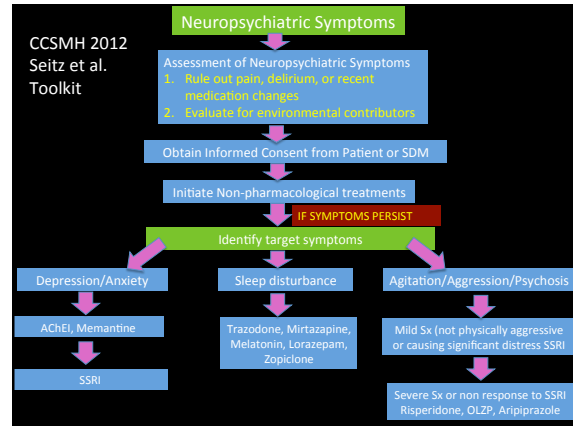 Neuropsychiatric Symptoms
CCSMH 2012
Seitz et al.
Toolkit
Assessment of Neuropsychiatric Symptoms
1. Rule out pain, delirium, or recent
medication changes
2. Evaluate for environmental contributors
Obtain Informed Consent from Patient or SDM
Initiate Non-pharmacological treatments
IF SYMPTOMS PERSIST
Identify target symptoms
Depression/Anxiety
Sleep disturbance
Agitation/Aggression/Psychosis
AChEI, Memantine
Trazodone, Mirtazapine,
Melatonin, Lorazepam,
Zopiclone
Mild Sx (not physically aggressive
or causing significant distress SSRI
SSRI
Severe Sx or non response to SSRI
Risperidone, OLZP, Aripiprazole